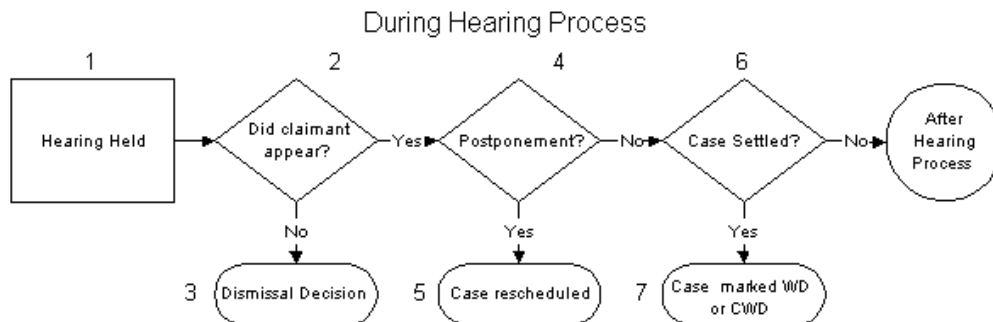 During Hearing Process
1
2
4
6
Hearing Held
Did claimant
appear?
Yes
Postponement?
No
Case Settled?
No
After
Hearing
Process
No
Yes
Yes
3
Dismissal Decision
5
Case rescheduled
7
Case marked WD
or CWD